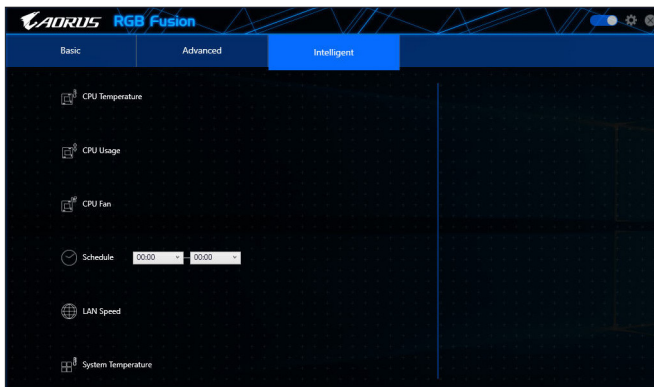 AORUS RGB Fusion
Basic Advanced Intelligent
CPU Temperature
CPU Usage
CPU Fan
Schedule 00:00 – 00:00
LAN Speed
System Temperature